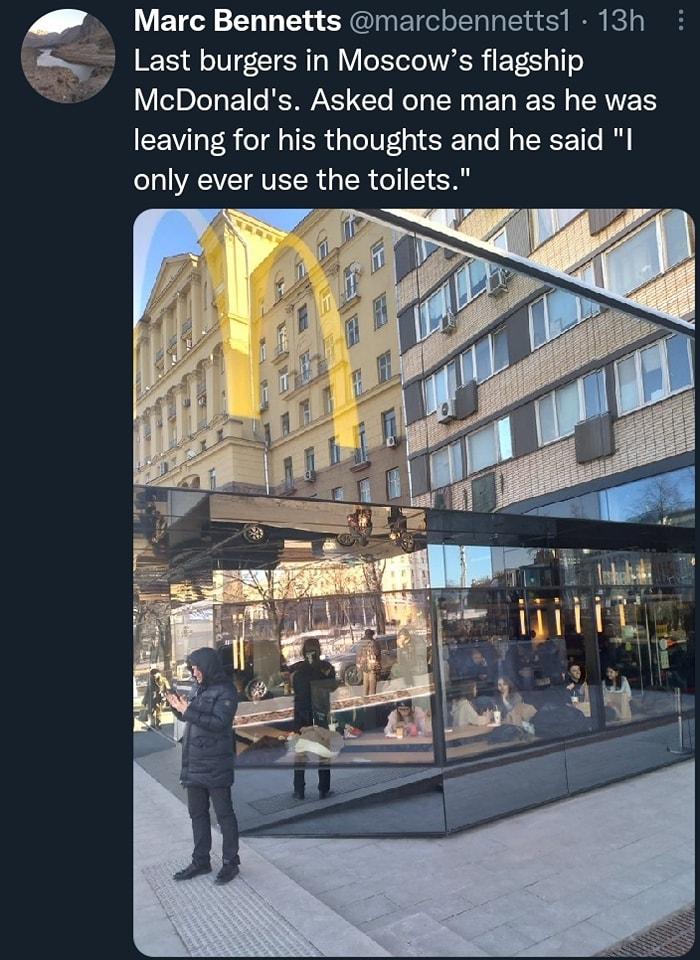 Marc Bennetts @marcbennetts1 · 13h
Last burgers in Moscow’s flagship
McDonald's. Asked one man as he was
leaving for his thoughts and he said "I
only ever use the toilets."